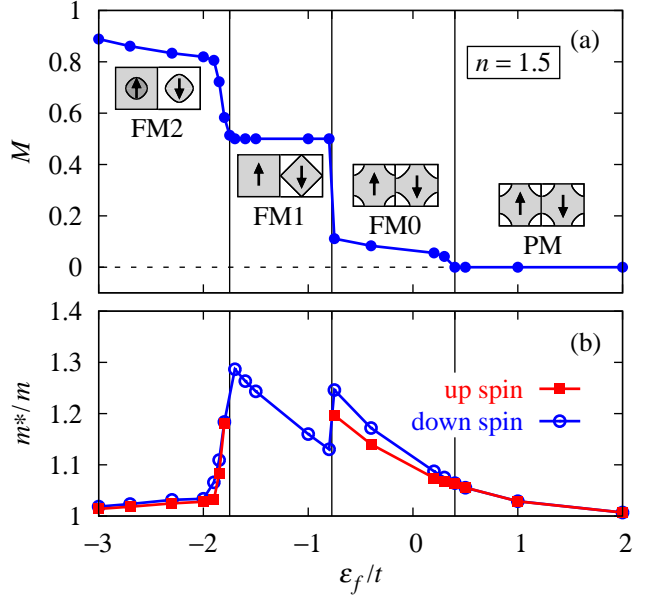 (a)
n = 1.5
M
0.8
0.6
0.4
0.2
0
FM2
FM1
FM0
PM
(b)
m*/m
1.4
1.3
1.2
1.1
1
up spin
down spin
−3 −2 −1 0 1 2
ε_f/t